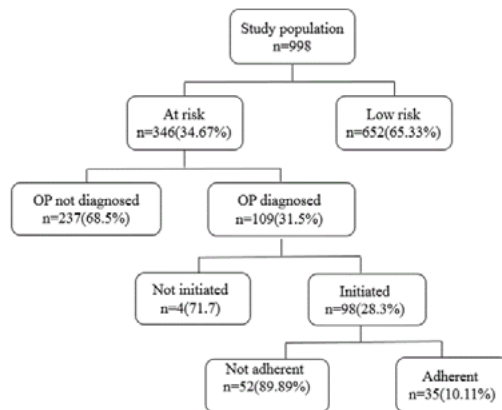 Study population
n=998
At risk
n=346(34.67%)
Low risk
n=652(65.33%)
OP not diagnosed
n=237(68.5%)
OP diagnosed
n=109(31.5%)
Not initiated
n=4(71.7)
Initiated
n=98(28.3%)
Not adherent
n=52(89.89%)
Adherent
n=35(10.11%)